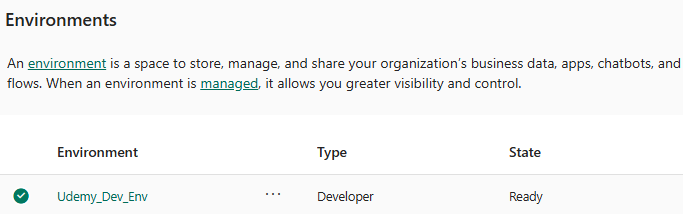 Environments
An environment is a space to store, manage, and share your organization's business data, apps, chatbots, and
flows. When an environment is managed, it allows you greater visibility and control.
Environment Type State
Udemy_Dev_Env ... Developer Ready